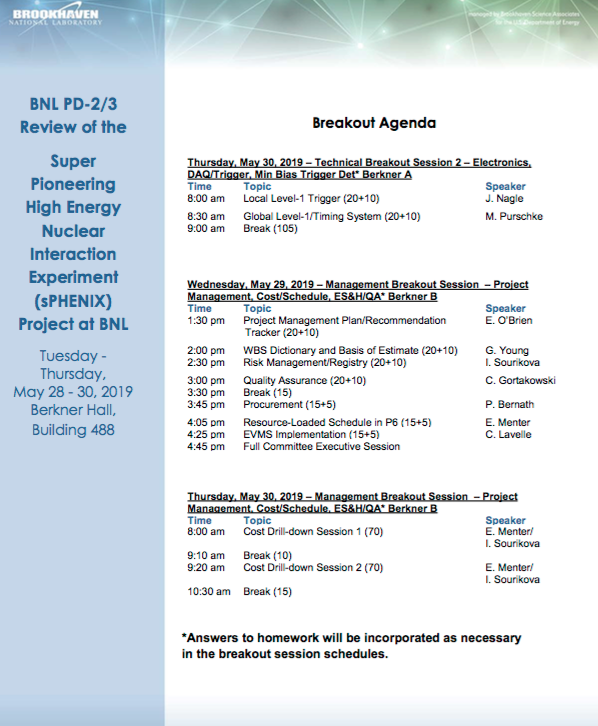 BROOKHAVEN
NATIONAL LABORATORY
managed by Brookhaven Science Associates
for the U.S. Department of Energy
BNL PD-2/3
Review of the
Super
Pioneering
High Energy
Nuclear
Interaction
Experiment
(sPHENIX)
Project at BNL
Tuesday -
Thursday,
May 28 - 30, 2019
Berkner Hall,
Building 488
Breakout Agenda
Thursday, May 30, 2019 – Technical Breakout Session 2 – Electronics,
DAQ/Trigger, Min Bias Trigger Det* Berkner A
Time Topic Speaker
8:00 am Local Level-1 Trigger (20+10) J. Nagle
8:30 am Global Level-1/Timing System (20+10) M. Purschke
9:00 am Break (105)
Wednesday, May 29, 2019 – Management Breakout Session – Project
Management, Cost/Schedule, ES&H/QA* Berkner B
Time Topic Speaker
1:30 pm Project Management Plan/Recommendation E. O'Brien
Tracker (20+10)
2:00 pm WBS Dictionary and Basis of Estimate (20+10) G. Young
2:30 pm Risk Management/Registry (20+10) I. Sourikova
3:00 pm Quality Assurance (20+10) C. Gortakowski
3:30 pm Break (15)
3:45 pm Procurement (15+5) P. Bernath
4:05 pm Resource-Loaded Schedule in P6 (15+5) E. Menter
4:25 pm EVMS Implementation (15+5) C. Lavelle
4:45 pm Full Committee Executive Session
Thursday, May 30, 2019 – Management Breakout Session – Project
Management, Cost/Schedule, ES&H/QA* Berkner B
Time Topic Speaker
8:00 am Cost Drill-down Session 1 (70) E. Menter/
I. Sourikova
9:10 am Break (10)
9:20 am Cost Drill-down Session 2 (70) E. Menter/
I. Sourikova
10:30 am Break (15)
*Answers to homework will be incorporated as necessary
in the breakout session schedules.